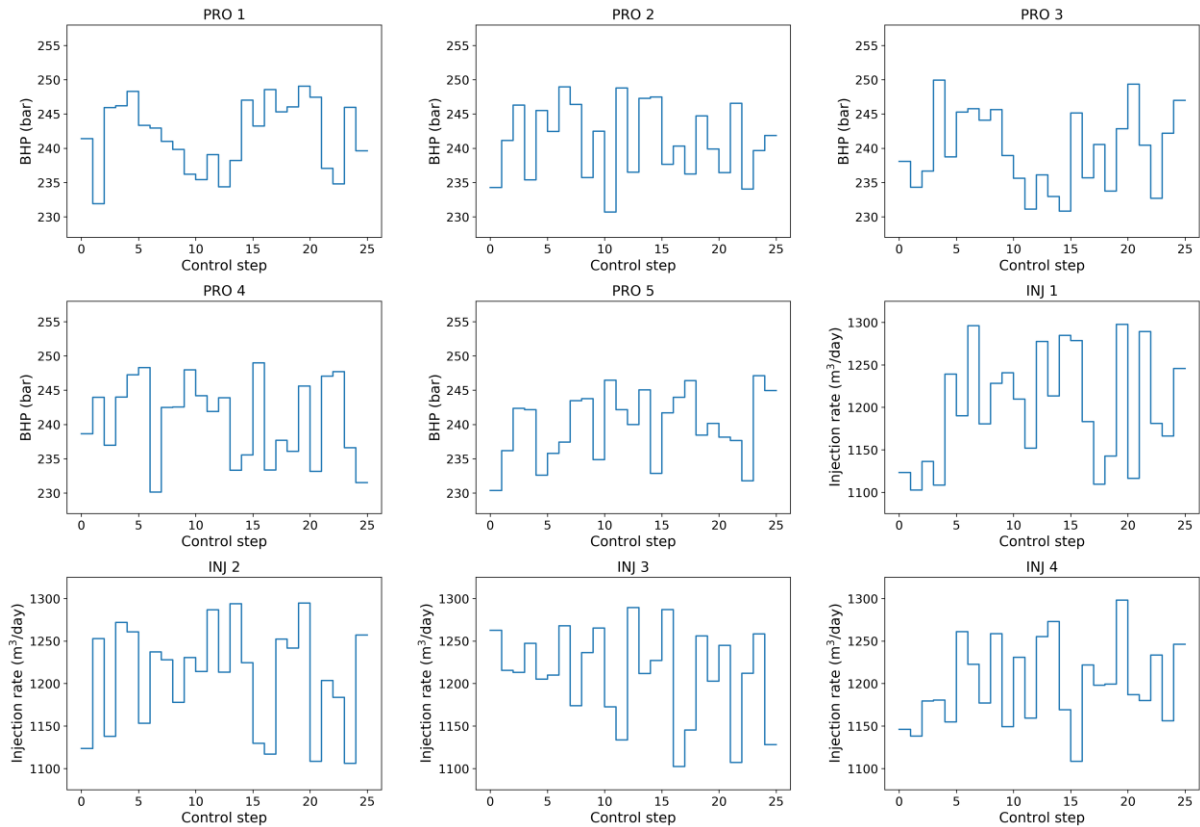 PRO 1
PRO 2
PRO 3
BHP (bar)
255
250
245
240
235
230
0 5 10 15 20 25
Control step
BHP (bar)
255
250
245
240
235
230
0 5 10 15 20 25
Control step
BHP (bar)
255
250
245
240
235
230
0 5 10 15 20 25
Control step
PRO 4
PRO 5
INJ 1
BHP (bar)
255
250
245
240
235
230
0 5 10 15 20 25
Control step
BHP (bar)
255
250
245
240
235
230
0 5 10 15 20 25
Control step
Injection rate (m³/day)
1300
1200
1100
0 5 10 15 20 25
Control step
INJ 2
INJ 3
INJ 4
Injection rate (m³/day)
1300
1250
1200
1150
1100
0 5 10 15 20 25
Control step
Injection rate (m³/day)
1300
1250
1200
1150
1100
0 5 10 15 20 25
Control step
Injection rate (m³/day)
1300
1250
1200
1150
1100
0 5 10 15 20 25
Control step